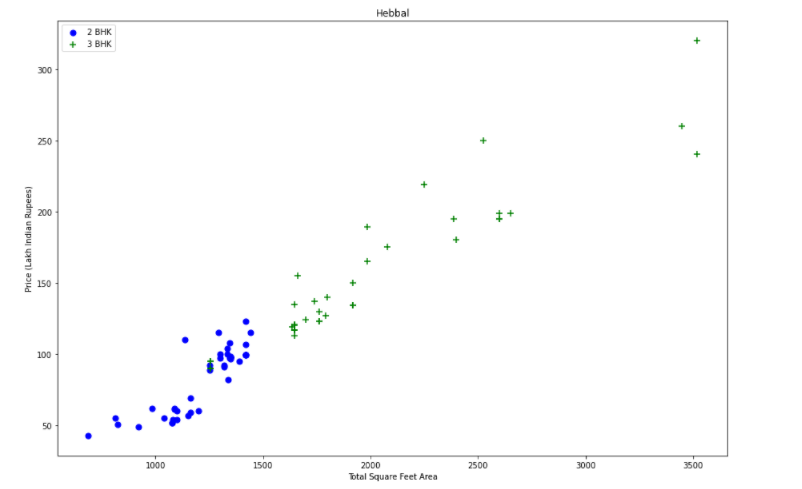 Hebbal
2 BHK
3 BHK
300
250
200
150
100
50
Price (Lakh Indian Rupees)
1000 1500 2000 2500 3000 3500
Total Square Feet Area